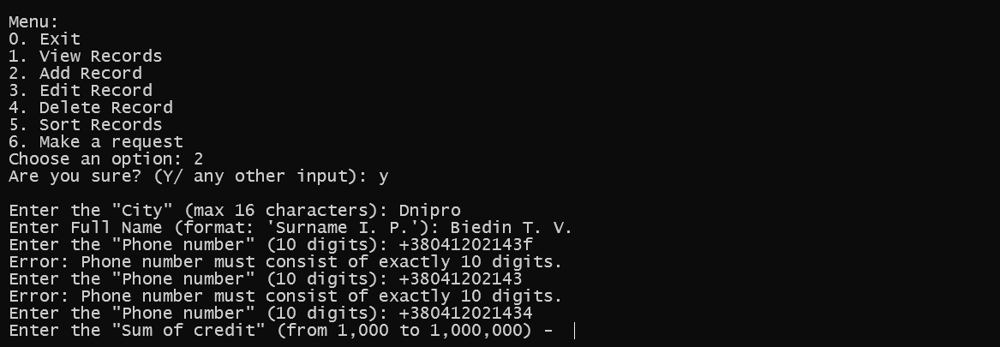 Menu:
0. Exit
1. View Records
2. Add Record
3. Edit Record
4. Delete Record
5. Sort Records
6. Make a request
Choose an option: 2
Are you sure? (Y/ any other input): y
Enter the "City" (max 16 characters): Dnipro
Enter Full Name (format: 'Surname I. P.'): Biedin T. V.
Enter the "Phone number" (10 digits): +38041202143f
Error: Phone number must consist of exactly 10 digits.
Enter the "Phone number" (10 digits): +38041202143
Error: Phone number must consist of exactly 10 digits.
Enter the "Phone number" (10 digits): +380412021434
Enter the "Sum of credit" (from 1,000 to 1,000,000) -